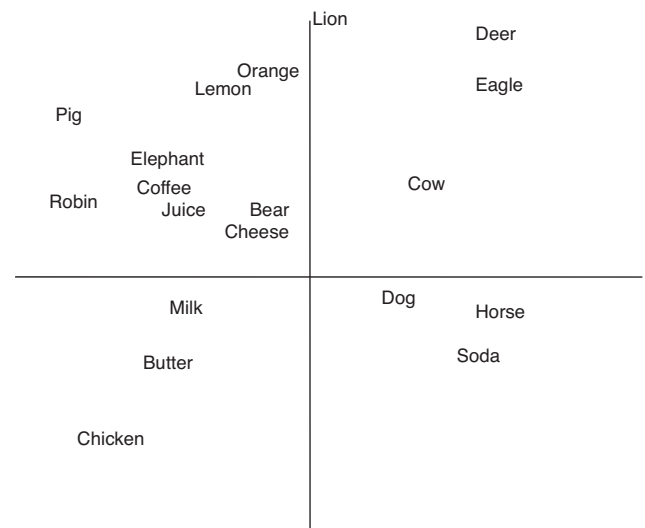 Lion
Deer
Orange
Lemon
Eagle
Pig
Elephant
Coffee
Cow
Robin
Juice
Bear
Cheese
Milk
Dog
Horse
Butter
Soda
Chicken